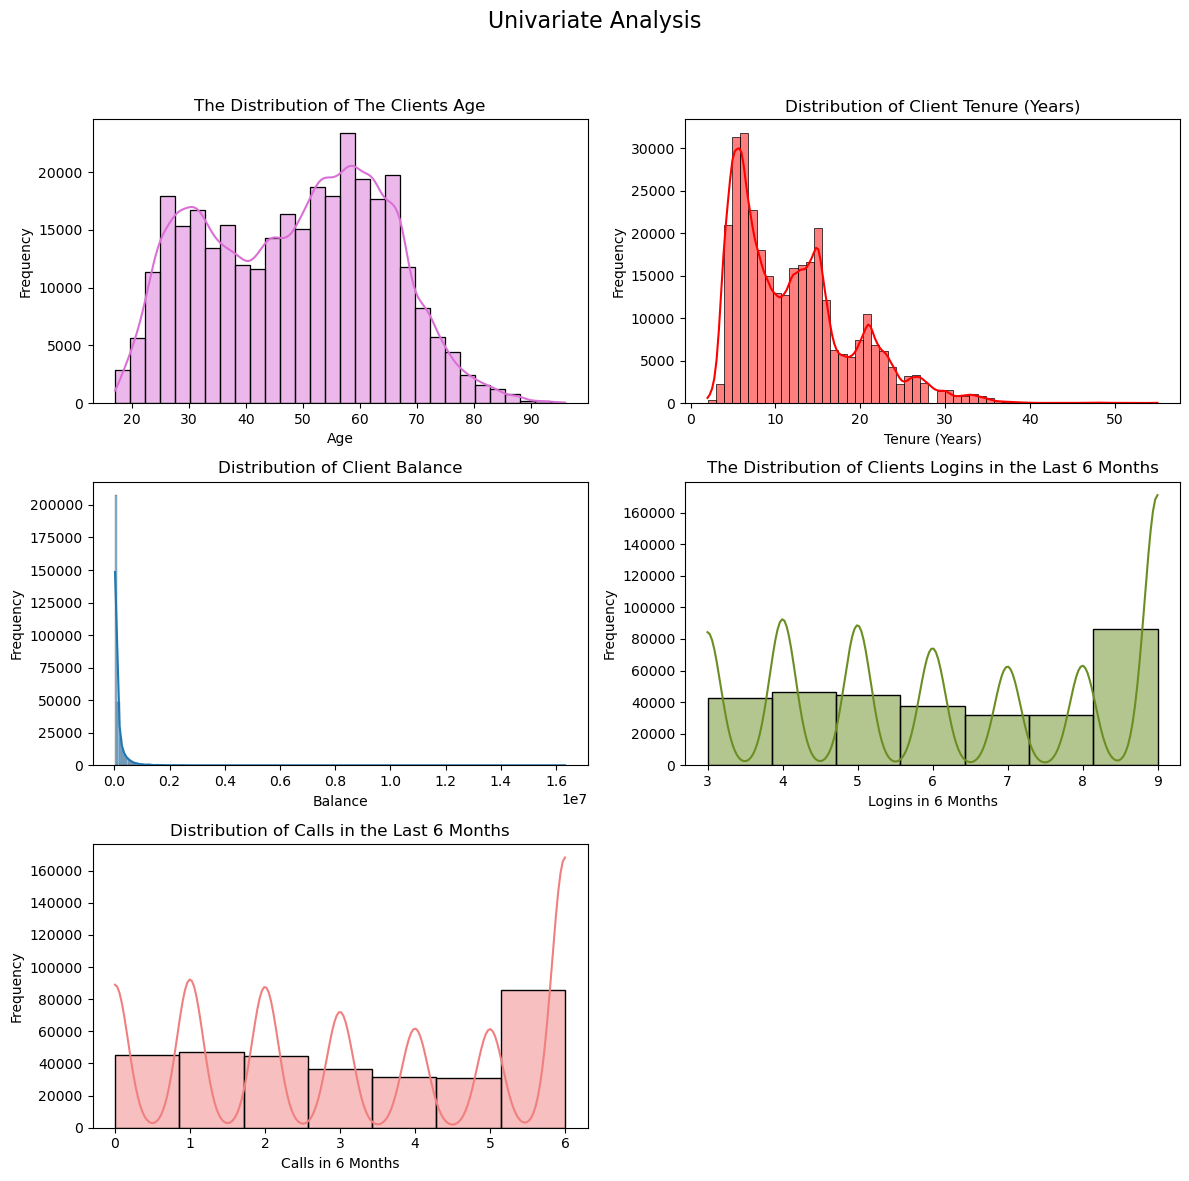 Univariate Analysis
The Distribution of The Clients Age
Frequency
20000
15000
10000
5000
0
20 30 40 50 60 70 80 90
Age
Distribution of Client Tenure (Years)
Frequency
30000
25000
20000
15000
10000
5000
0
0 10 20 30 40 50
Tenure (Years)
Distribution of Client Balance
Frequency
200000
175000
150000
125000
100000
75000
50000
25000
0
0.0 0.2 0.4 0.6 0.8 1.0 1.2 1.4 1.6
1e7
Balance
The Distribution of Clients Logins in the Last 6 Months
Frequency
160000
140000
120000
100000
80000
60000
40000
20000
0
3 4 5 6 7 8 9
Logins in 6 Months
Distribution of Calls in the Last 6 Months
Frequency
160000
140000
120000
100000
80000
60000
40000
20000
0
0 1 2 3 4 5 6
Calls in 6 Months